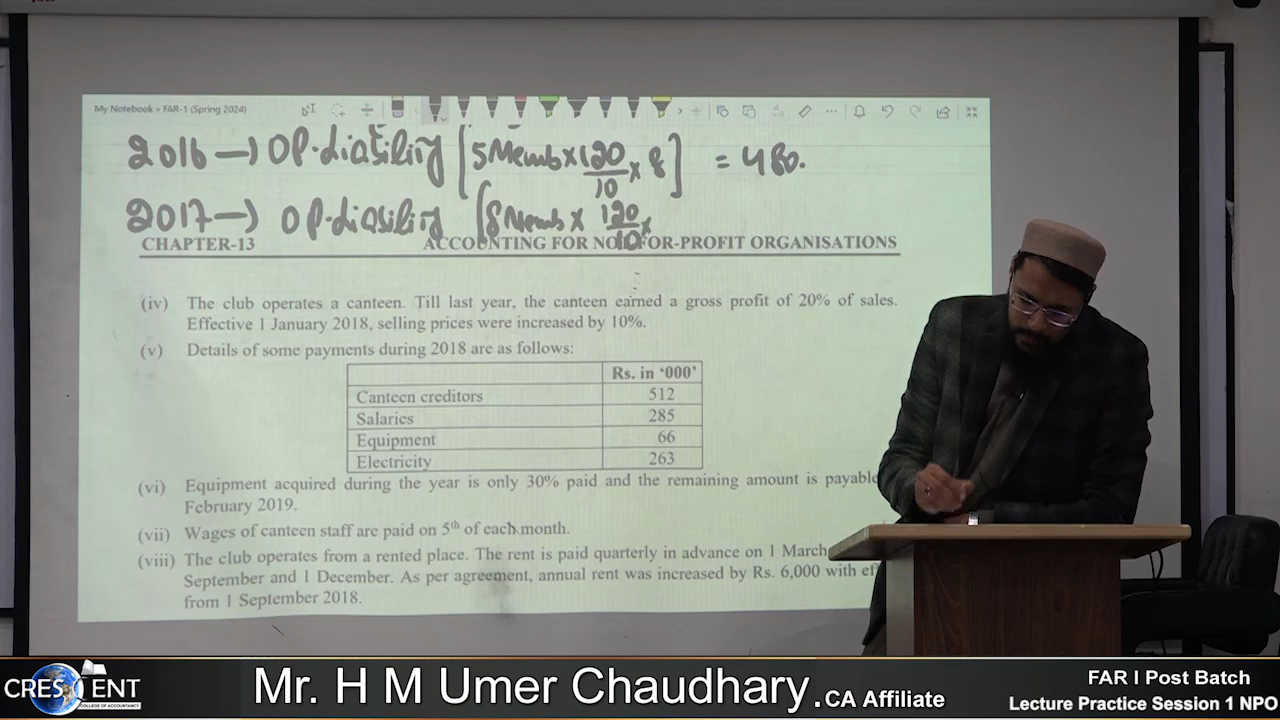 My Notebook » FAR-1 (Spring 2024)
2016 → OP. Liability [5 Memb × 120/10 × 8] = 480.
2017 → OP. Liability [8 Memb × 120/10 ×
CHAPTER-13 ACCOUNTING FOR NOT-FOR-PROFIT ORGANISATIONS
(iv) The club operates a canteen. Till last year, the canteen earned a gross profit of 20% of sales.
Effective 1 January 2018, selling prices were increased by 10%.
(v) Details of some payments during 2018 are as follows:
Rs. in ‘000’
Canteen creditors 512
Salaries 285
Equipment 66
Electricity 263
(vi) Equipment acquired during the year is only 30% paid and the remaining amount is payable
February 2019.
(vii) Wages of canteen staff are paid on 5th of each month.
(viii) The club operates from a rented place. The rent is paid quarterly in advance on 1 March
September and 1 December. As per agreement, annual rent was increased by Rs. 6,000 with ef
from 1 September 2018.
CRESCENT
COLLEGE OF ACCOUNTANCY
Mr. H M Umer Chaudhary . CA Affiliate
FAR I Post Batch
Lecture Practice Session 1 NPO